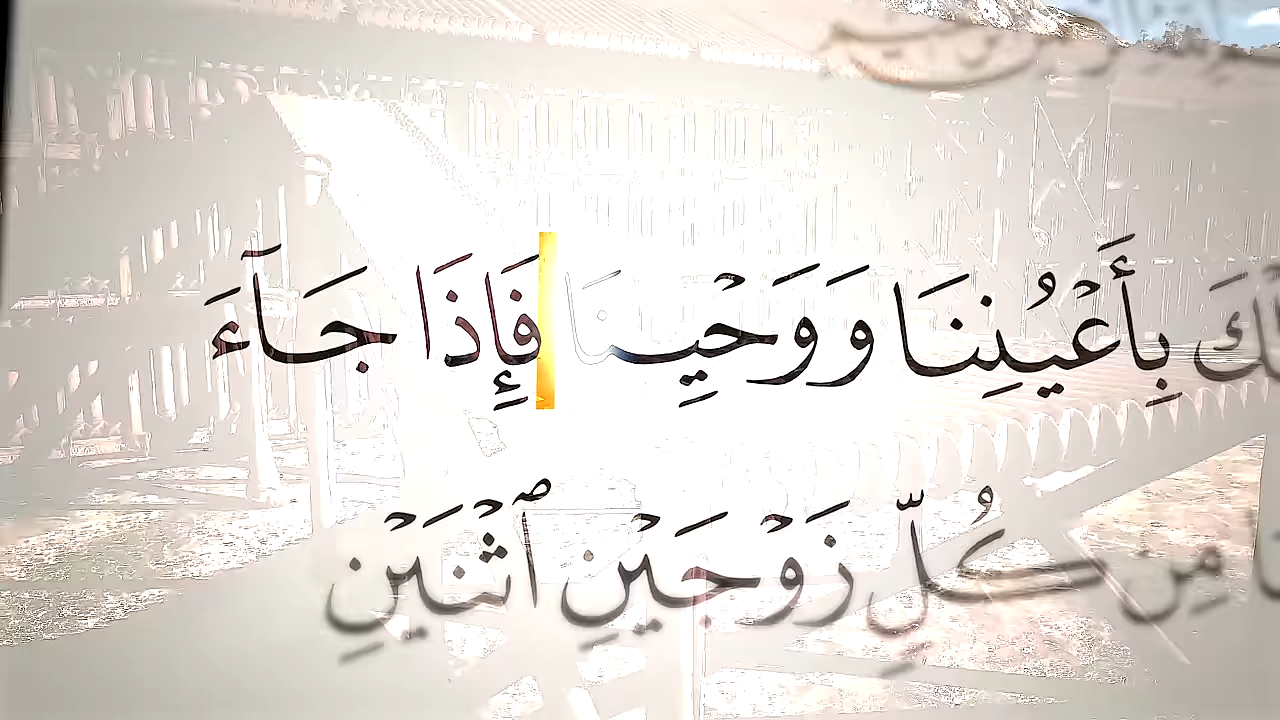 بِأَعْيُنِنَا وَوَحْيِنَا فَإِذَا جَآءَ
مِن كُلٍّ زَوْجَيْنِ ٱثْنَيْنِ